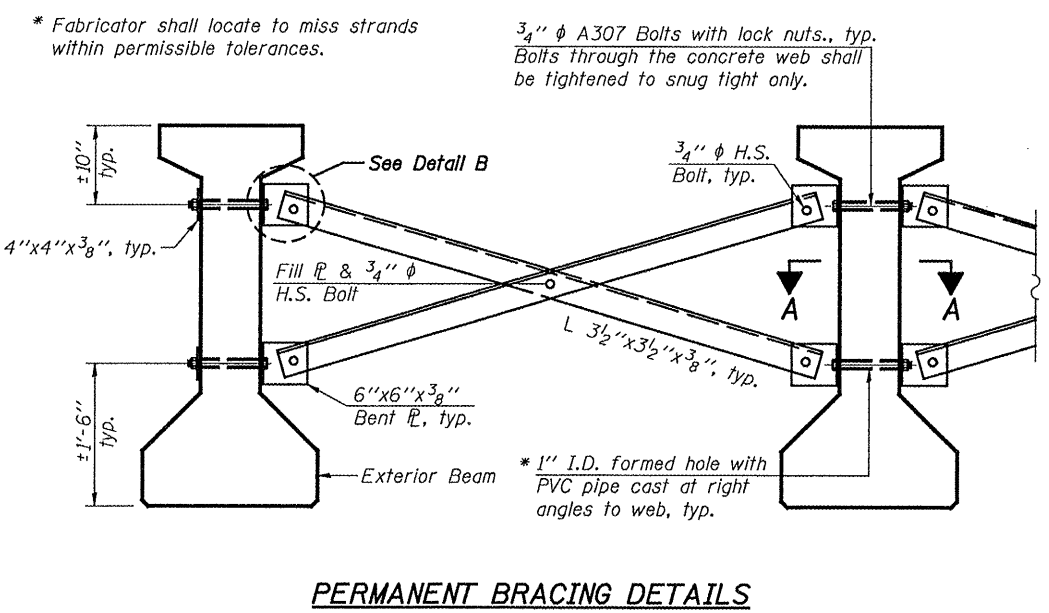 * Fabricator shall locate to miss strands
within permissible tolerances.
3/4" ϕ A307 Bolts with lock nuts., typ.
Bolts through the concrete web shall
be tightened to snug tight only.
±10"
typ.
See Detail B
3/4" ϕ H.S.
Bolt, typ.
4"x4"x3/8", typ.
Fill ℄ & 3/4" ϕ
H.S. Bolt
A
A
L 3½"x3½"x3/8", typ.
6"x6"x3/8"
Bent ℄, typ.
±1'-6"
typ.
Exterior Beam
* 1" I.D. formed hole with
PVC pipe cast at right
angles to web, typ.
PERMANENT BRACING DETAILS